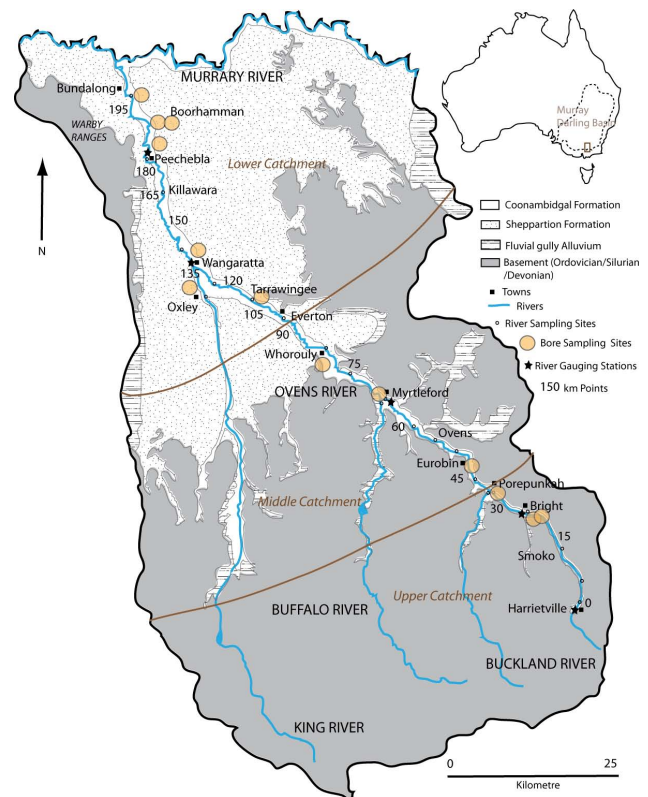 MURRARY RIVER
Bundalong
195
Boorhamman
WARBY
RANGES
Peechebla
180
Lower Catchment
165
Killawara
150
N
Wangaratta
135
120
Tarrawingee
Oxley
105
Everton
90
Whorouly
75
OVENS RIVER
Myrtleford
60
Ovens
Eurobin
45
Porepunkah
Middle Catchment
30
Bright
15
Smoko
Upper Catchment
Harrietville
0
BUFFALO RIVER
BUCKLAND RIVER
KING RIVER
Murray
Darling Basin
Coonambidgal Formation
Sheppartion Formation
Fluvial gully Alluvium
Basement (Ordovician/Silurian
/Devonian)
Towns
Rivers
River Sampling Sites
Bore Sampling Sites
River Gauging Stations
150 km Points
0 25
Kilometre